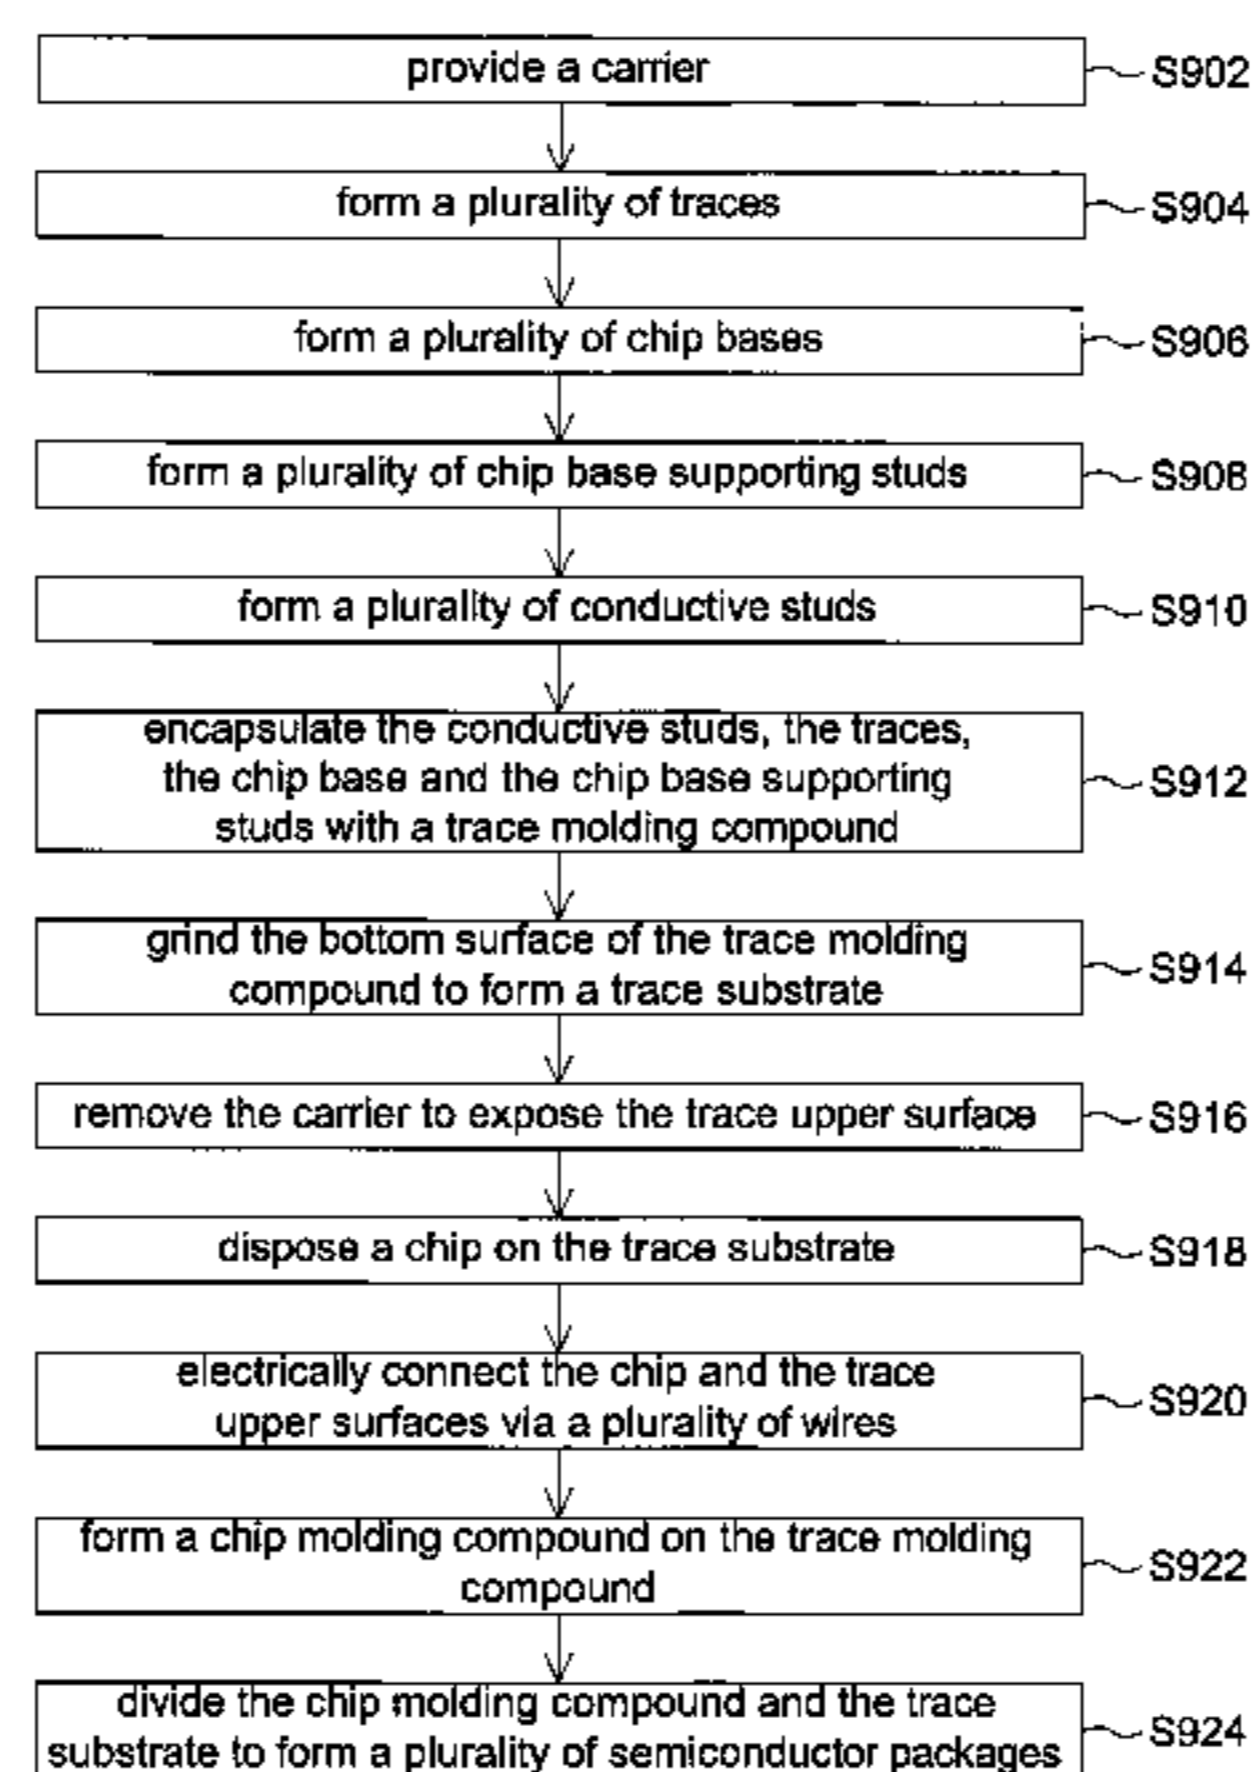 provide a carrier
S902
form a plurality of traces
S904
form a plurality of chip bases
S906
form a plurality of chip base supporting studs
S908
form a plurality of conductive studs
S910
encapsulate the conductive studs, the traces,
the chip base and the chip base supporting
studs with a trace molding compound
S912
grind the bottom surface of the trace molding
compound to form a trace substrate
S914
remove the carrier to expose the trace upper surface
S916
dispose a chip on the trace substrate
S918
electrically connect the chip and the trace
upper surfaces via a plurality of wires
S920
form a chip molding compound on the trace molding
compound
S922
divide the chip molding compound and the trace
substrate to form a plurality of semiconductor packages
S924